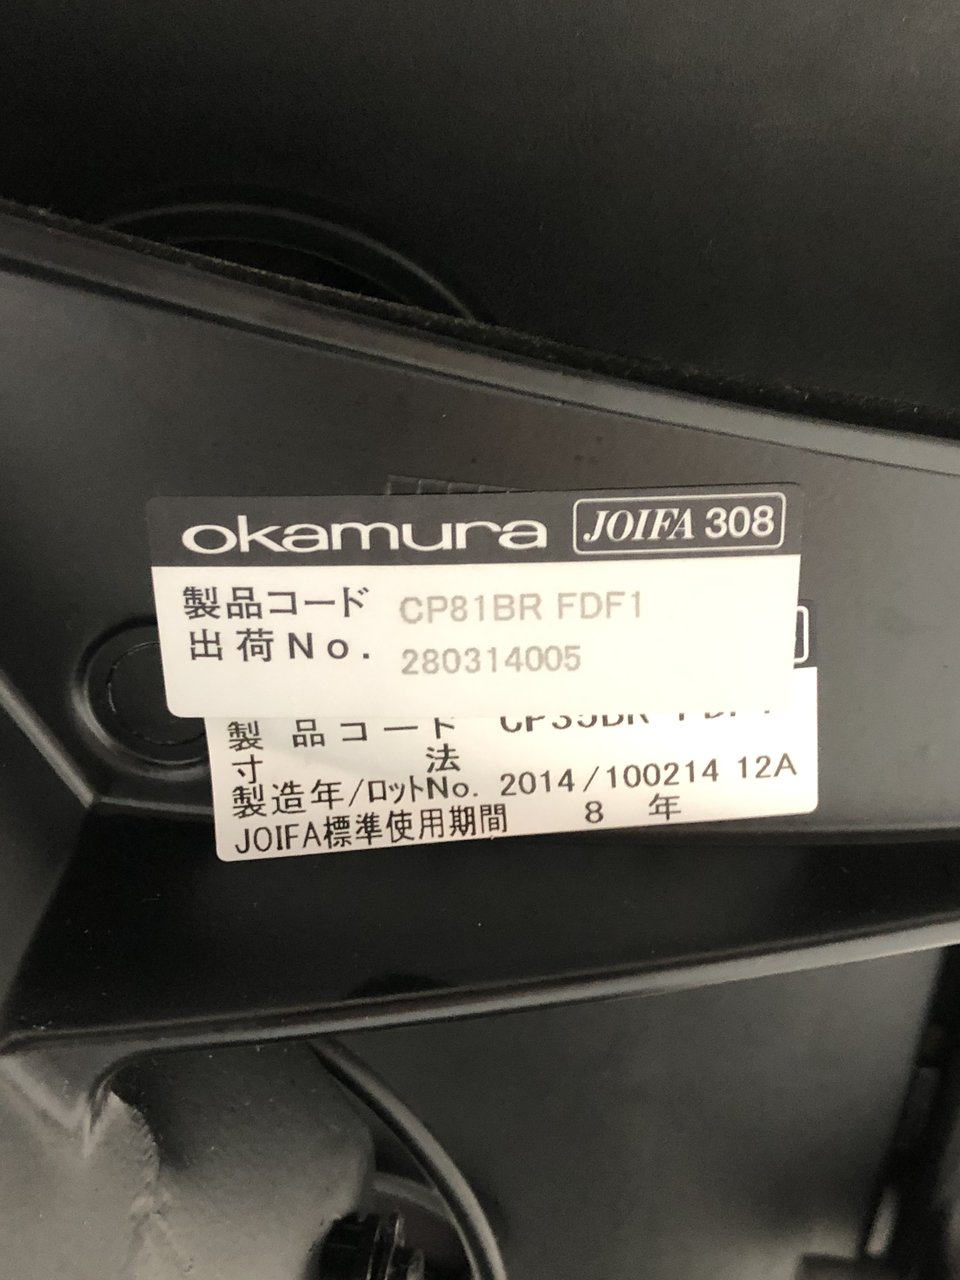 okamura JOIFA 308
製品コード CP81BR FDF1
出荷No. 280314005
製品コード
寸法
製造年/ロットNo. 2014/100214 12A
JOIFA標準使用期間 8年